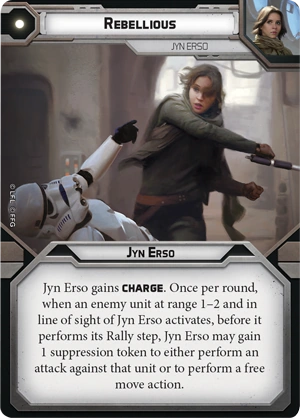 REBELLIOUS
JYN ERSO
© LFL © FFG
JYN ERSO
Jyn Erso gains CHARGE. Once per round,
when an enemy unit at range 1–2 and in
line of sight of Jyn Erso activates, before it
performs its Rally step, Jyn Erso may gain
1 suppression token to either perform an
attack against that unit or to perform a free
move action.